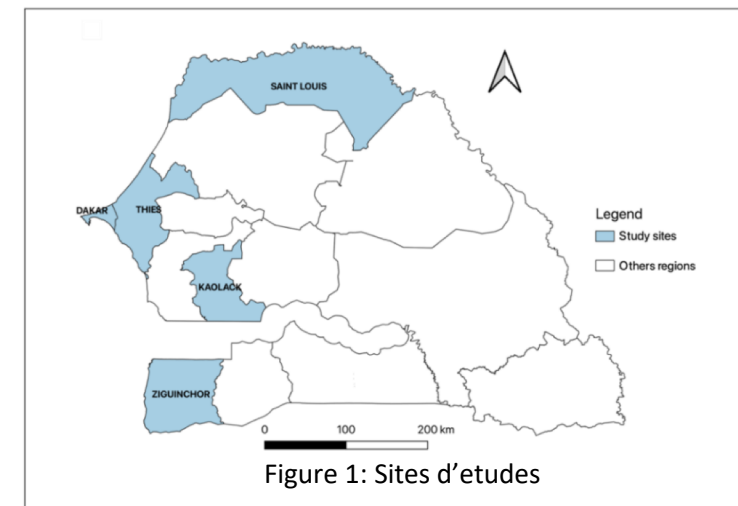 SAINT LOUIS
DAKAR
THIES
Legend
Study sites
Others regions
KAOLACK
ZIGUINCHOR
0 100 200 km
Figure 1: Sites d'etudes